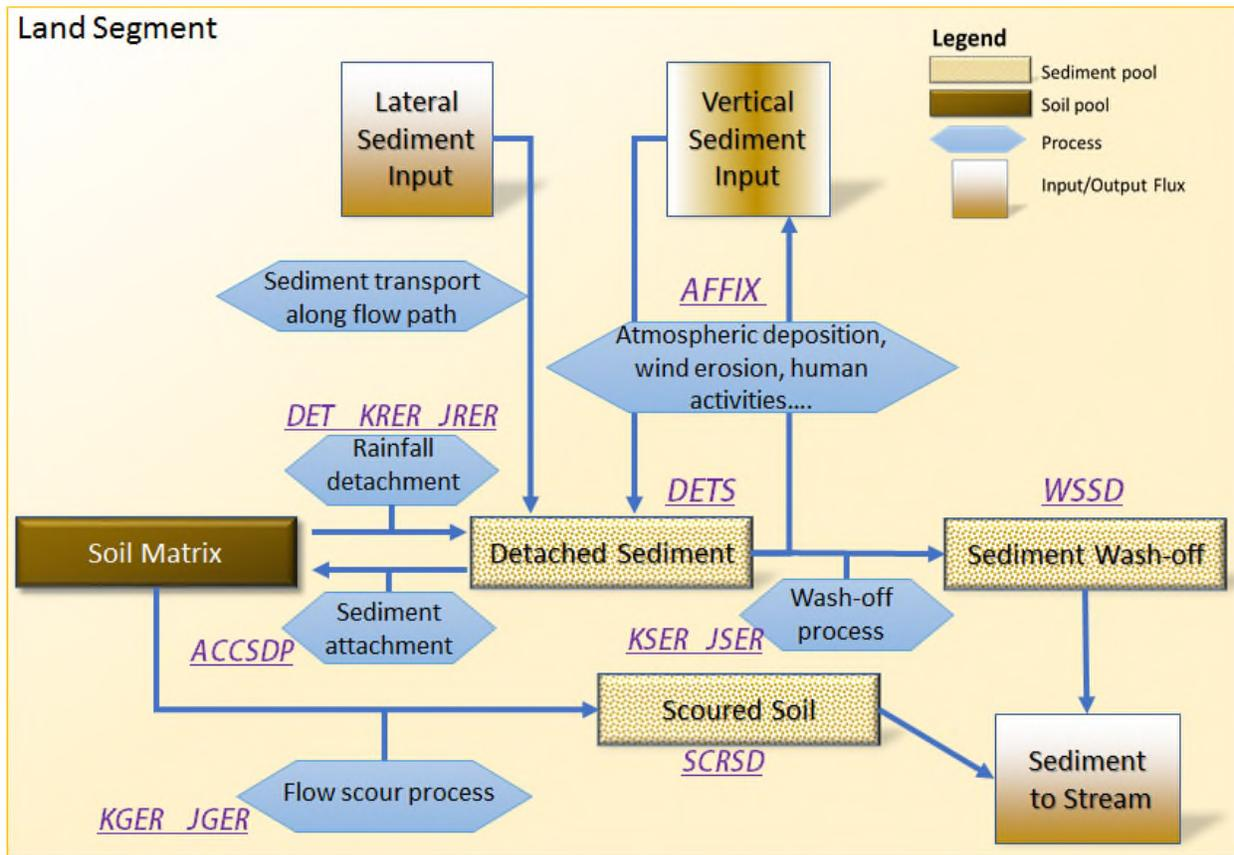 Land Segment
Legend
Sediment pool
Soil pool
Process
Input/Output Flux
Lateral
Sediment
Input
Vertical
Sediment
Input
Sediment transport
along flow path
AFFIX
Atmospheric deposition,
wind erosion, human
activities....
DET KRER JRER
Rainfall
detachment
DETS
WSSD
Soil Matrix
Detached Sediment
Sediment Wash-off
Sediment
attachment
ACCSDP
Wash-off
process
KSER JSER
Scoured Soil
SCRSD
Flow scour process
KGER JGER
Sediment
to Stream